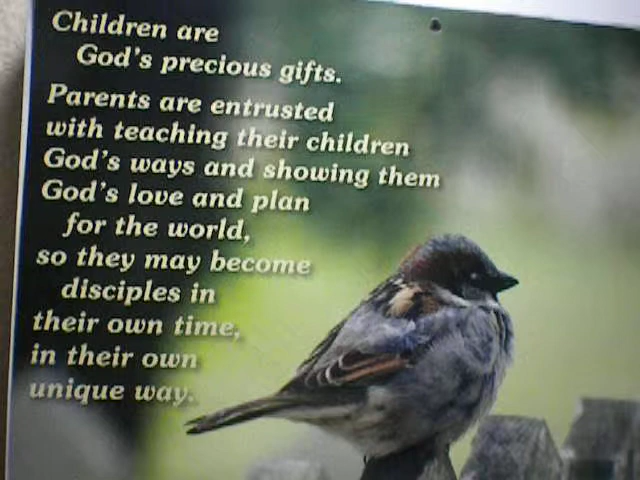 Children are
God's precious gifts.
Parents are entrusted
with teaching their children
God's ways and showing them
God's love and plan
for the world,
so they may become
disciples in
their own time,
in their own
unique way.